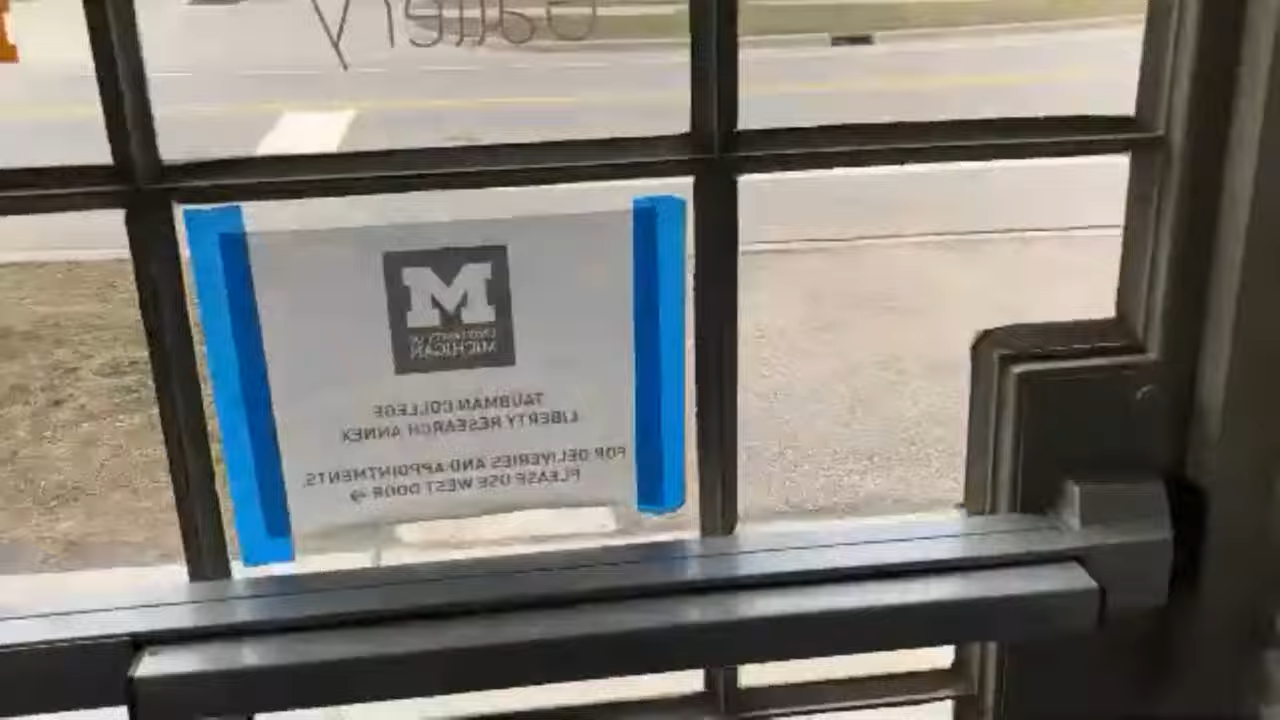 M
UNIVERSITY OF
MICHIGAN
TAUBMAN COLLEGE
LIBERTY RESEARCH ANNEX
FOR DELIVERIES AND APPOINTMENTS,
PLEASE USE WEST DOOR →